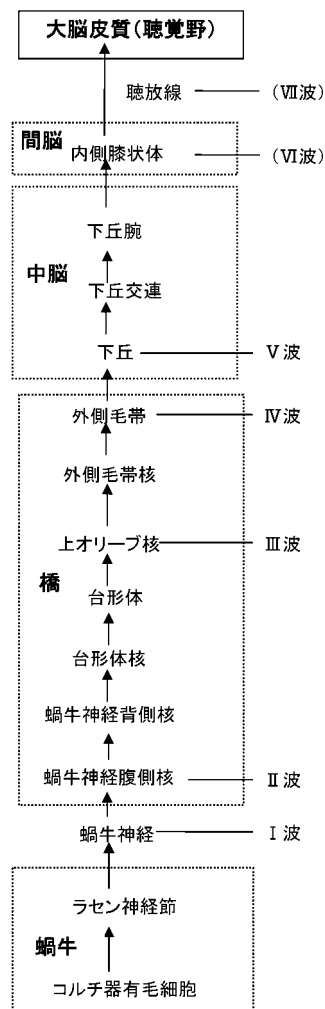 大脳皮質(聴覚野)
聴放線 (Ⅶ波)
間脳
内側膝状体 (Ⅵ波)
下丘腕
中脳
下丘交連
下丘 Ⅴ波
外側毛帯 Ⅳ波
外側毛帯核
上オリーブ核 Ⅲ波
橋
台形体
台形体核
蝸牛神経背側核
蝸牛神経腹側核 Ⅱ波
蝸牛神経 Ⅰ波
ラセン神経節
蝸牛
コルチ器有毛細胞